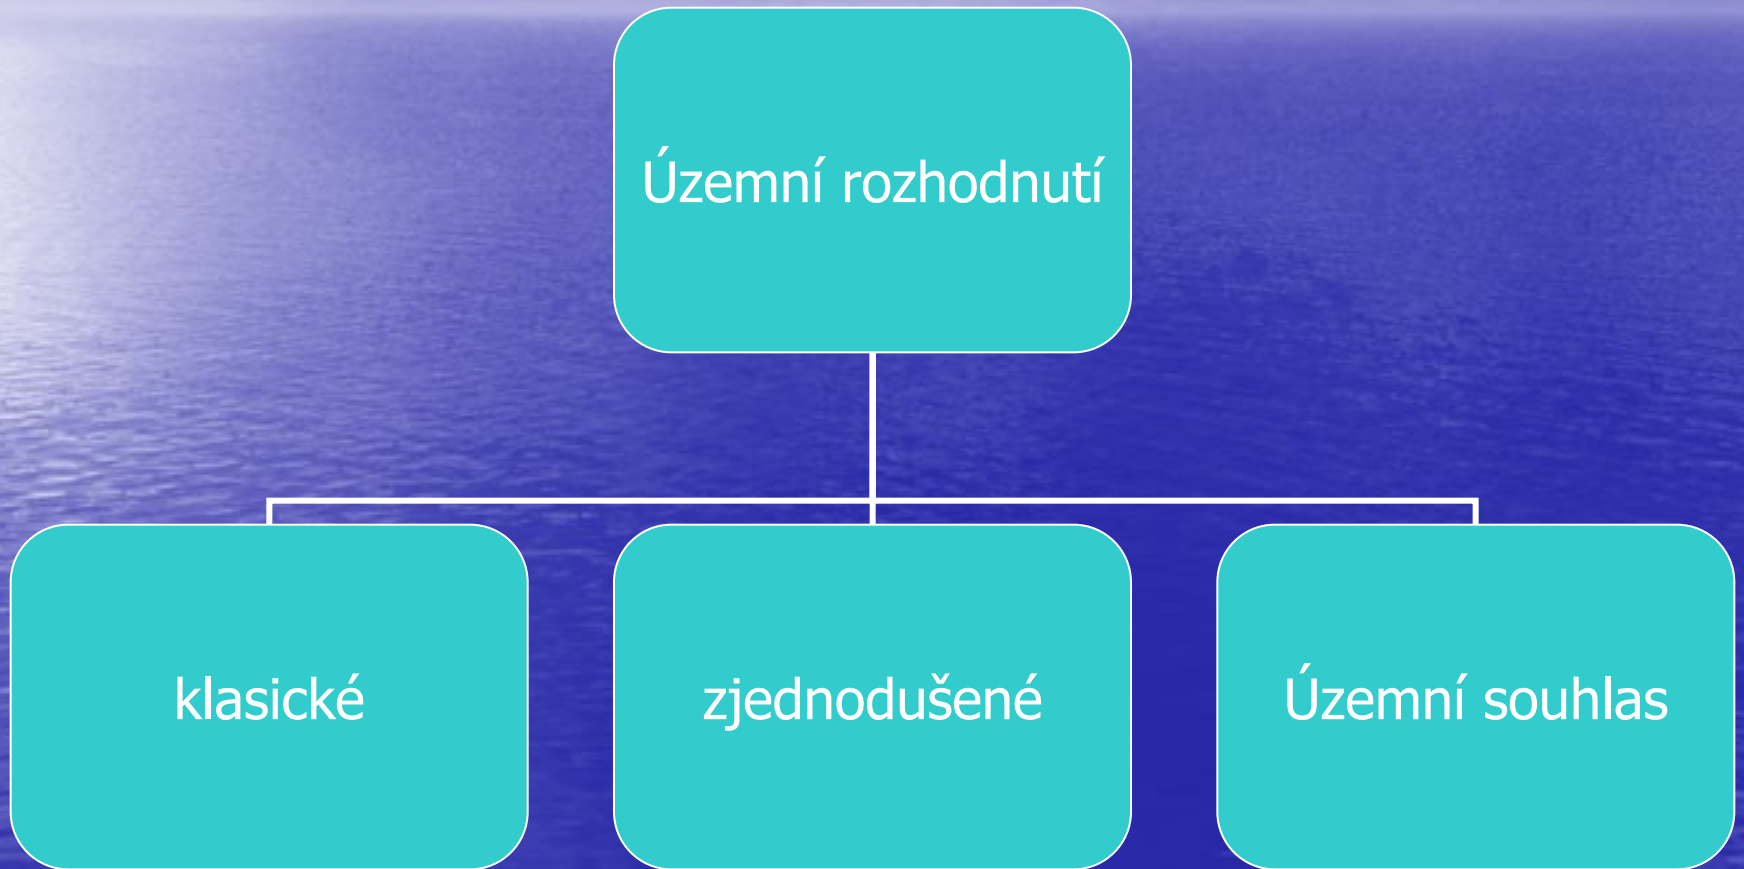 Územní rozhodnutí
klasické
zjednodušené
Územní souhlas